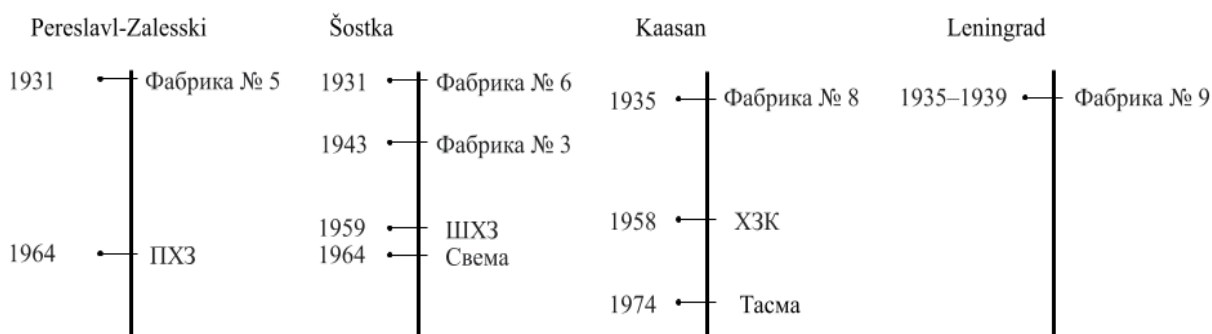 Pereslavl-Zalesski
1931 Фабрика № 5
1964 ПХЗ
Šostka
1931 Фабрика № 6
1943 Фабрика № 3
1959 ШХЗ
1964 Свема
Kaasan
1935 Фабрика № 8
1958 ХЗК
1974 Тасма
Leningrad
1935–1939 Фабрика № 9